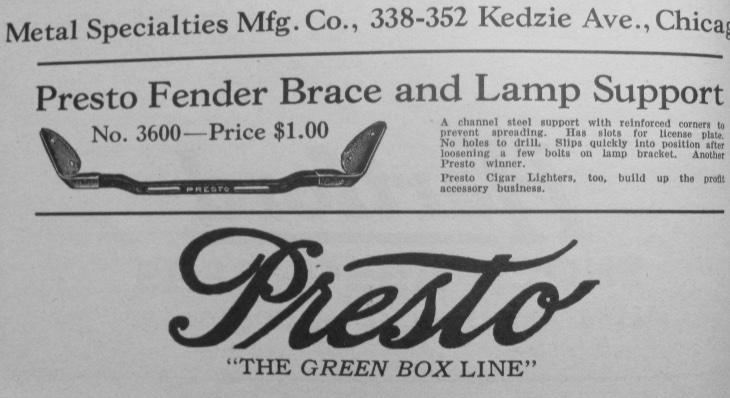 Metal Specialties Mfg. Co., 338-352 Kedzie Ave., Chicag
Presto Fender Brace and Lamp Support
No. 3600—Price $1.00
PRESTO
A channel steel support with reinforced corners to
prevent spreading. Has slots for license plate.
No holes to drill. Slips quickly into position after
loosening a few bolts on lamp bracket. Another
Presto winner.
Presto Cigar Lighters, too, build up the profit
accessory business.
Presto
“THE GREEN BOX LINE”